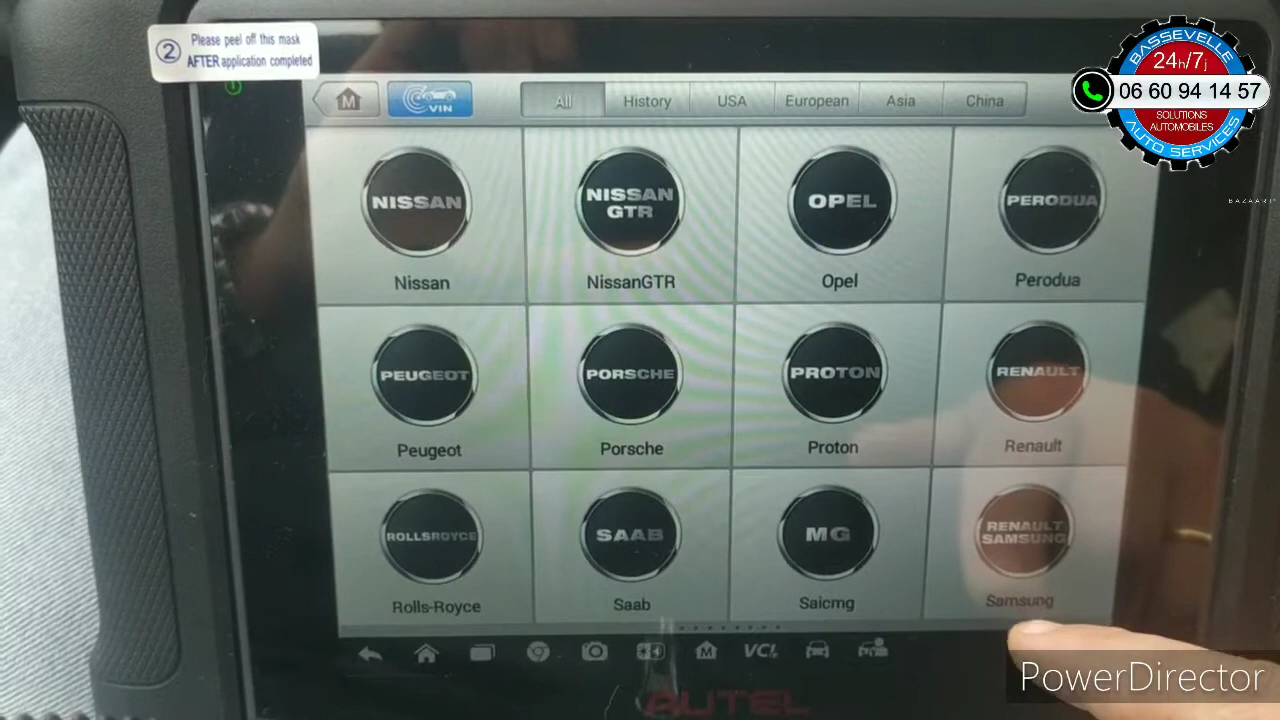 2 Please peel off this mask
AFTER application completed
BASSEVELLE
24h/7j
06 60 94 14 57
SOLUTIONS
AUTOMOBILES
AUTO SERVICES
BAZAART
M VIN All History USA European Asia China
NISSAN
NISSAN
GTR
OPEL
PERODUA
Nissan NissanGTR Opel Perodua
PEUGEOT PORSCHE PROTON RENAULT
Peugeot Porsche Proton Renault
ROLLSROYCE SAAB MG
RENAULT
SAMSUNG
Rolls-Royce Saab Saicmg Samsung
M VCI
AUTEL
PowerDirector